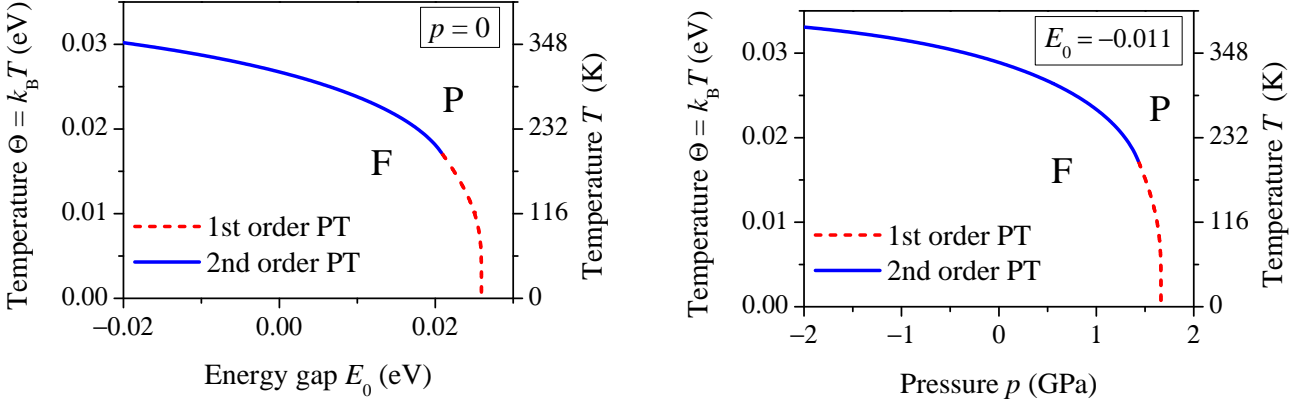 Temperature Θ = k_BT (eV)
0.03
0.02
0.01
0.00
p = 0
P
F
1st order PT
2nd order PT
348
232
116
0
Temperature T (K)
−0.02
0.00
0.02
Energy gap E_0 (eV)
Temperature Θ = k_BT (eV)
0.03
0.02
0.01
0.00
E_0 = −0.011
P
F
1st order PT
2nd order PT
348
232
116
0
Temperature T (K)
−2
−1
0
1
2
Pressure p (GPa)